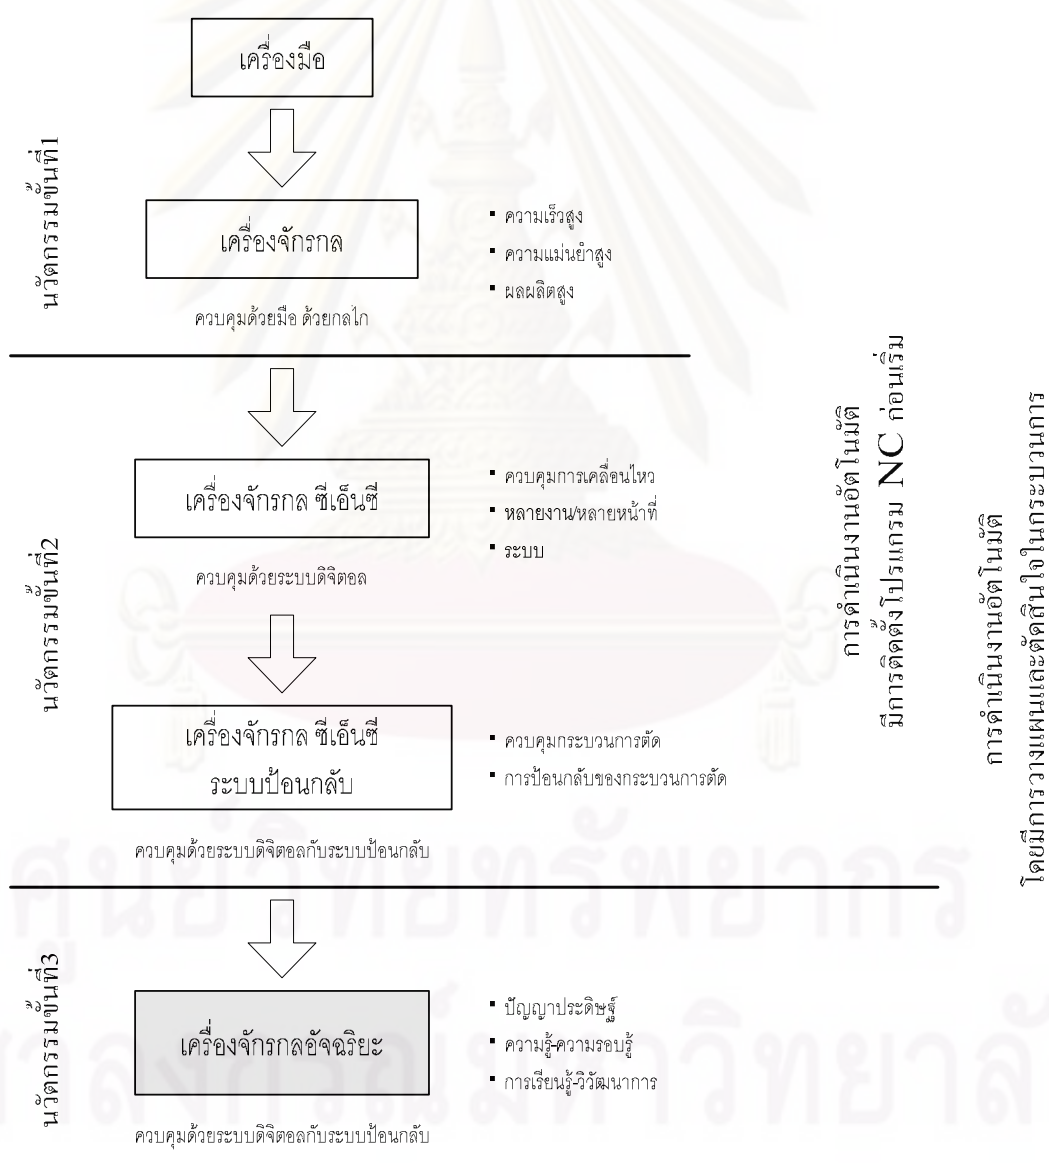 เครื่องมือ
นวัตกรรมขั้นที่1
เครื่องจักรกล
▪ ความเร็วสูง
▪ ความแม่นยำสูง
▪ ผลผลิตสูง
ควบคุมด้วยมือ ด้วยกลไก
นวัตกรรมขั้นที่2
เครื่องจักรกล ซีเอ็นซี
▪ ควบคุมการเคลื่อนไหว
▪ หลายงาน/หลายหน้าที่
▪ ระบบ
ควบคุมด้วยระบบดิจิตอล
เครื่องจักรกล ซีเอ็นซี
ระบบป้อนกลับ
▪ ควบคุมกระบวนการตัด
▪ การป้อนกลับของกระบวนการตัด
ควบคุมด้วยระบบดิจิตอลกับระบบป้อนกลับ
การดำเนินงานอัตโนมัติ
มีการติดตั้งโปรแกรม NC ก่อนเริ่ม
การดำเนินงานอัตโนมัติ
โดยมีการวางแผนและตัดสินใจในกระบวนการ
นวัตกรรมขั้นที่3
เครื่องจักรกลอัจฉริยะ
▪ ปัญญาประดิษฐ์
▪ ความรู้-ความรอบรู้
▪ การเรียนรู้-วิวัฒนาการ
ควบคุมด้วยระบบดิจิตอลกับระบบป้อนกลับ
ศูนย์วิทยทรัพยากร